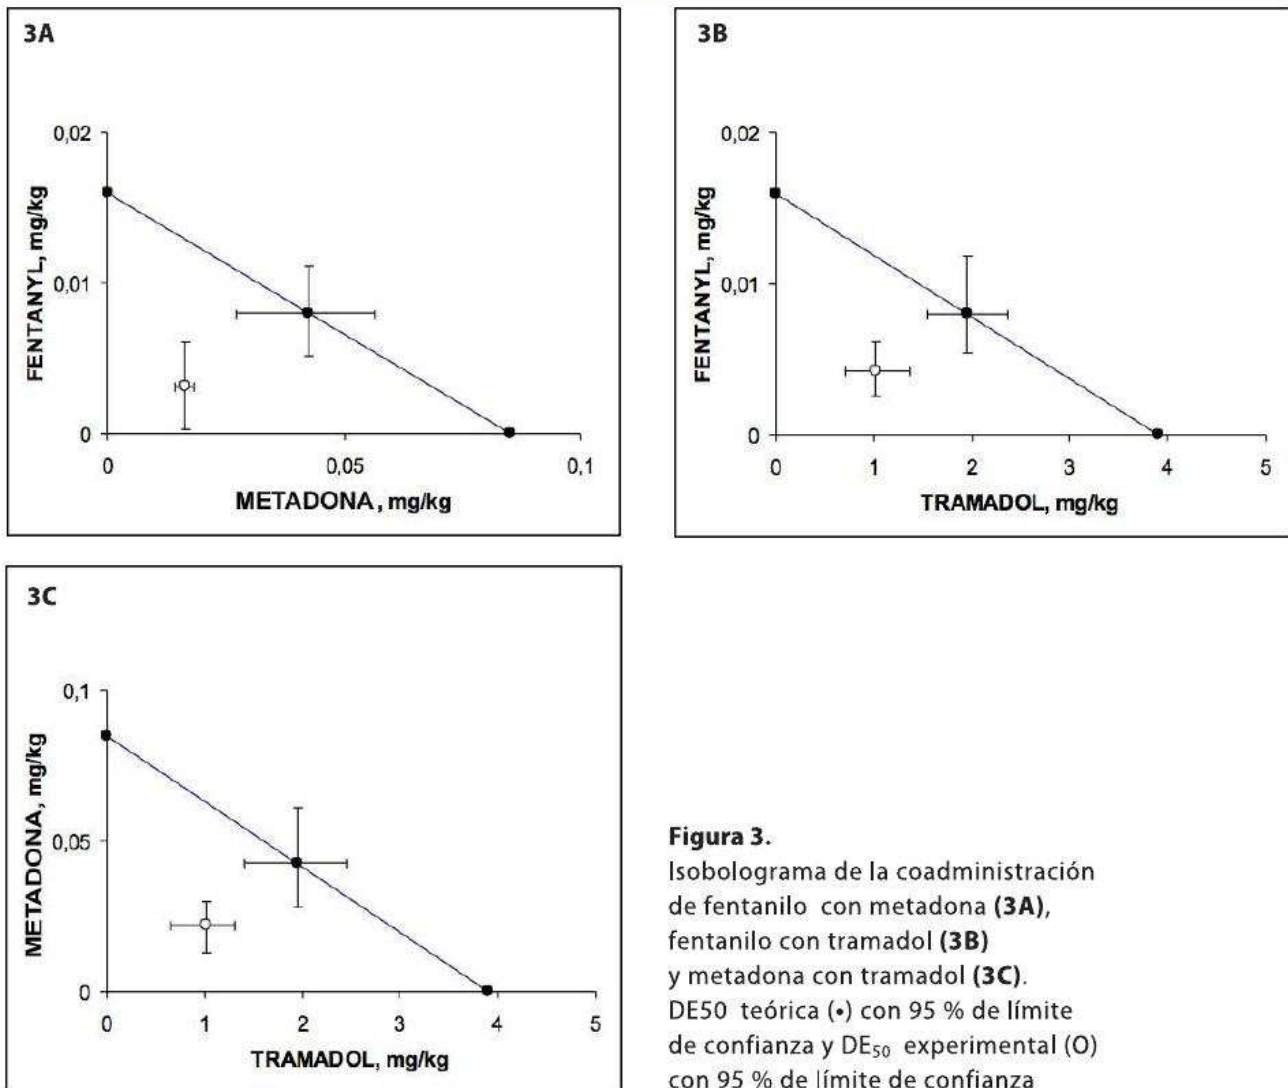 3A
0,02
0,01
0
FENTANYL, mg/kg
0 0,05 0,1
METADONA, mg/kg
3B
0,02
0,01
0
FENTANYL, mg/kg
0 1 2 3 4 5
TRAMADOL, mg/kg
3C
0,1
0,05
0
METADONA, mg/kg
0 1 2 3 4 5
TRAMADOL, mg/kg
Figura 3.
Isobolograma de la coadministración
de fentanilo con metadona (3A),
fentanilo con tramadol (3B)
y metadona con tramadol (3C).
DE50 teórica (•) con 95 % de límite
de confianza y DE₅₀ experimental (O)
con 95 % de límite de confianza